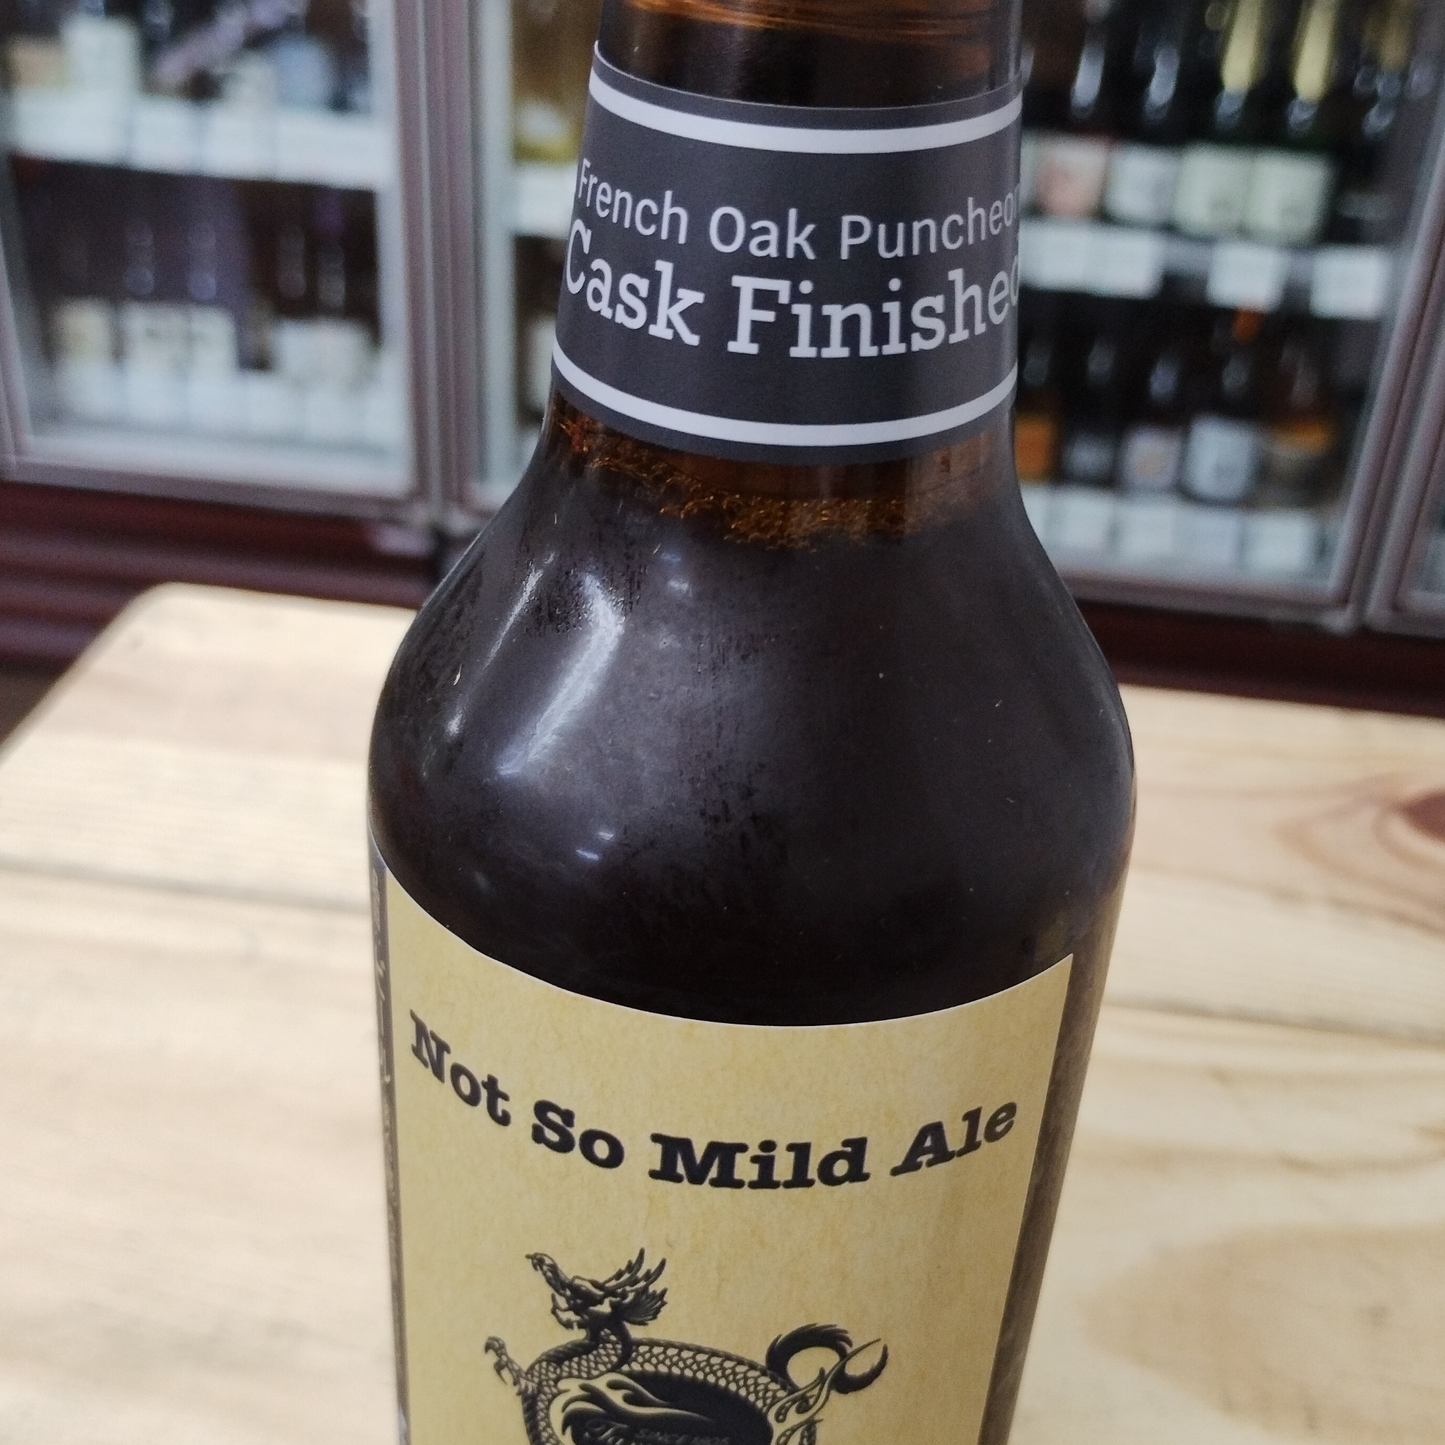 French Oak Puncheon
Cask Finished
Not So Mild Ale